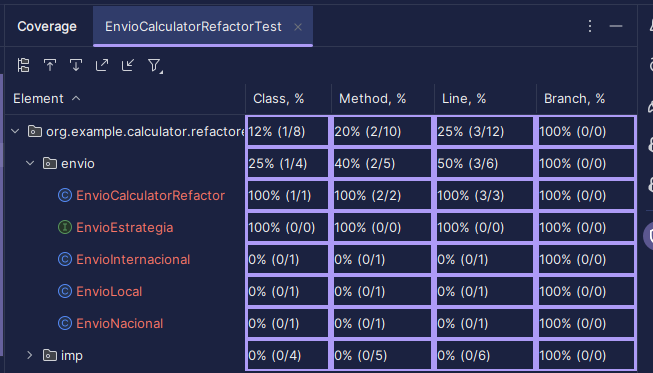 Coverage EnvioCalculatorRefactorTest
Element Class, % Method, % Line, % Branch, %
org.example.calculator.refactore 12% (1/8) 20% (2/10) 25% (3/12) 100% (0/0)
envio 25% (1/4) 40% (2/5) 50% (3/6) 100% (0/0)
EnvioCalculatorRefactor 100% (1/1) 100% (2/2) 100% (3/3) 100% (0/0)
EnvioEstrategia 100% (0/0) 100% (0/0) 100% (0/0) 100% (0/0)
EnvioInternacional 0% (0/1) 0% (0/1) 0% (0/1) 100% (0/0)
EnvioLocal 0% (0/1) 0% (0/1) 0% (0/1) 100% (0/0)
EnvioNacional 0% (0/1) 0% (0/1) 0% (0/1) 100% (0/0)
imp 0% (0/4) 0% (0/5) 0% (0/6) 100% (0/0)